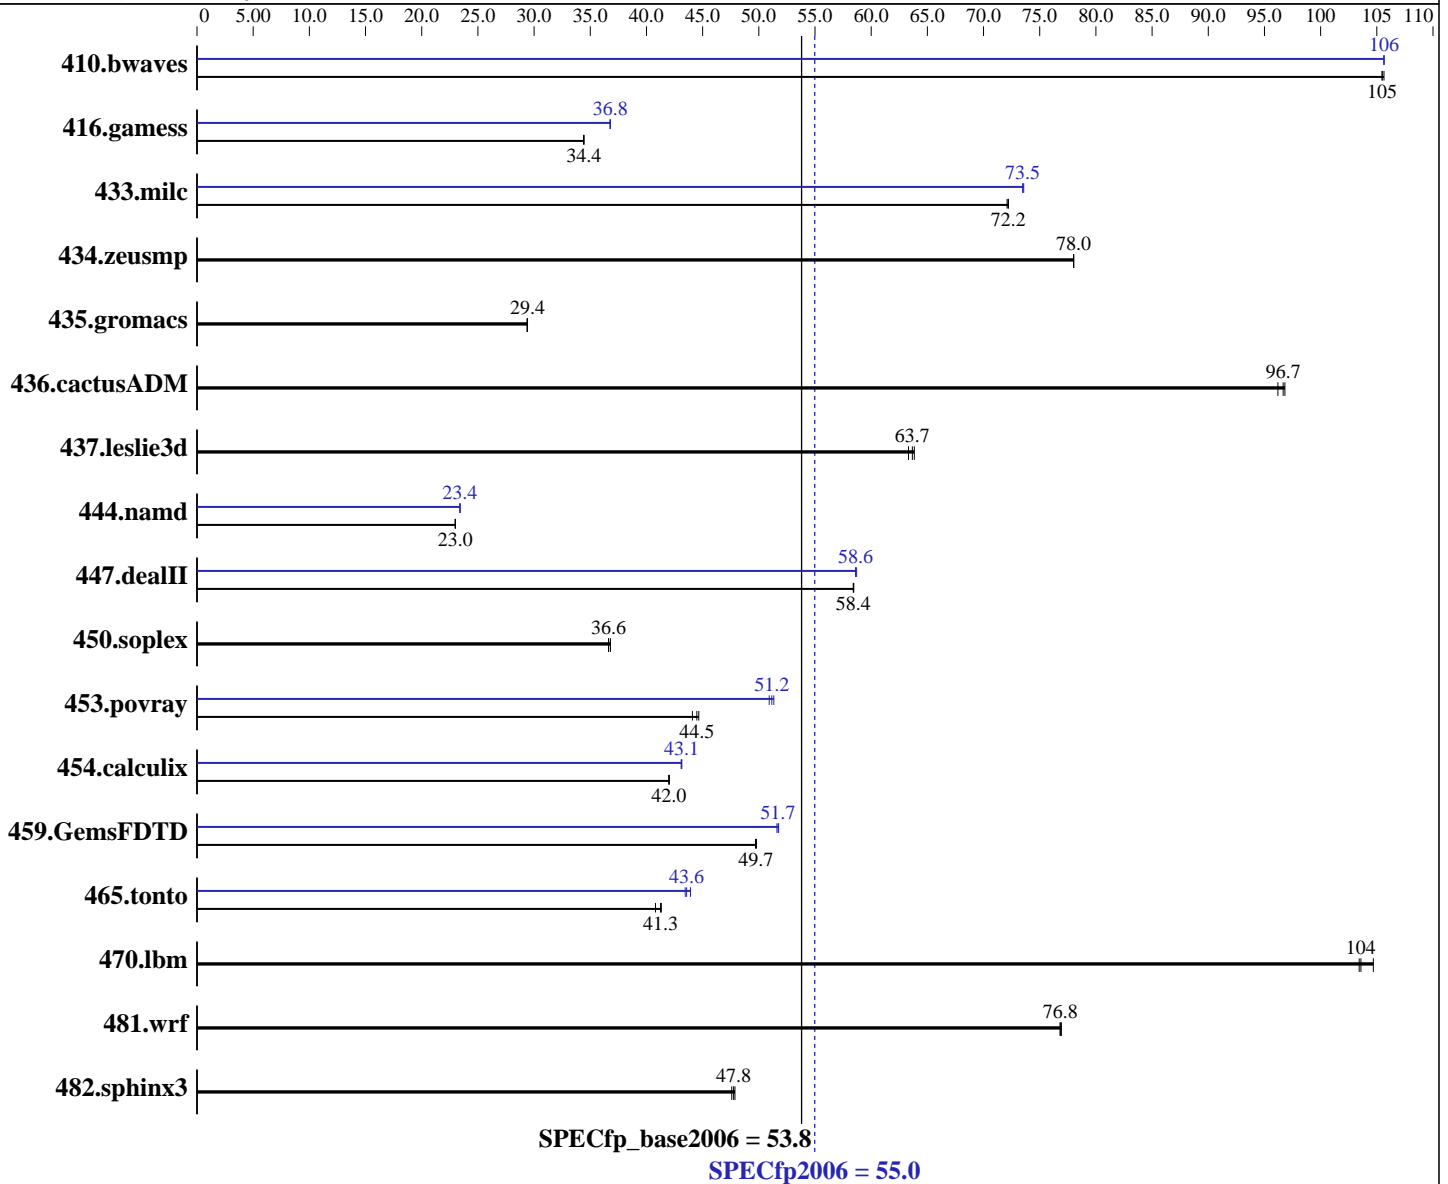 0 5.00 10.0 15.0 20.0 25.0 30.0 35.0 40.0 45.0 50.0 55.0 60.0 65.0 70.0 75.0 80.0 85.0 90.0 95.0 100 105 110
106
410.bwaves
105
36.8
416.gamess
34.4
73.5
433.milc
72.2
78.0
434.zeusmp
29.4
435.gromacs
96.7
436.cactusADM
63.7
437.leslie3d
23.4
444.namd
23.0
58.6
447.dealII
58.4
36.6
450.soplex
51.2
453.povray
44.5
43.1
454.calculix
42.0
51.7
459.GemsFDTD
49.7
43.6
465.tonto
41.3
104
470.lbm
76.8
481.wrf
47.8
482.sphinx3
SPECfp_base2006 = 53.8
SPECfp2006 = 55.0